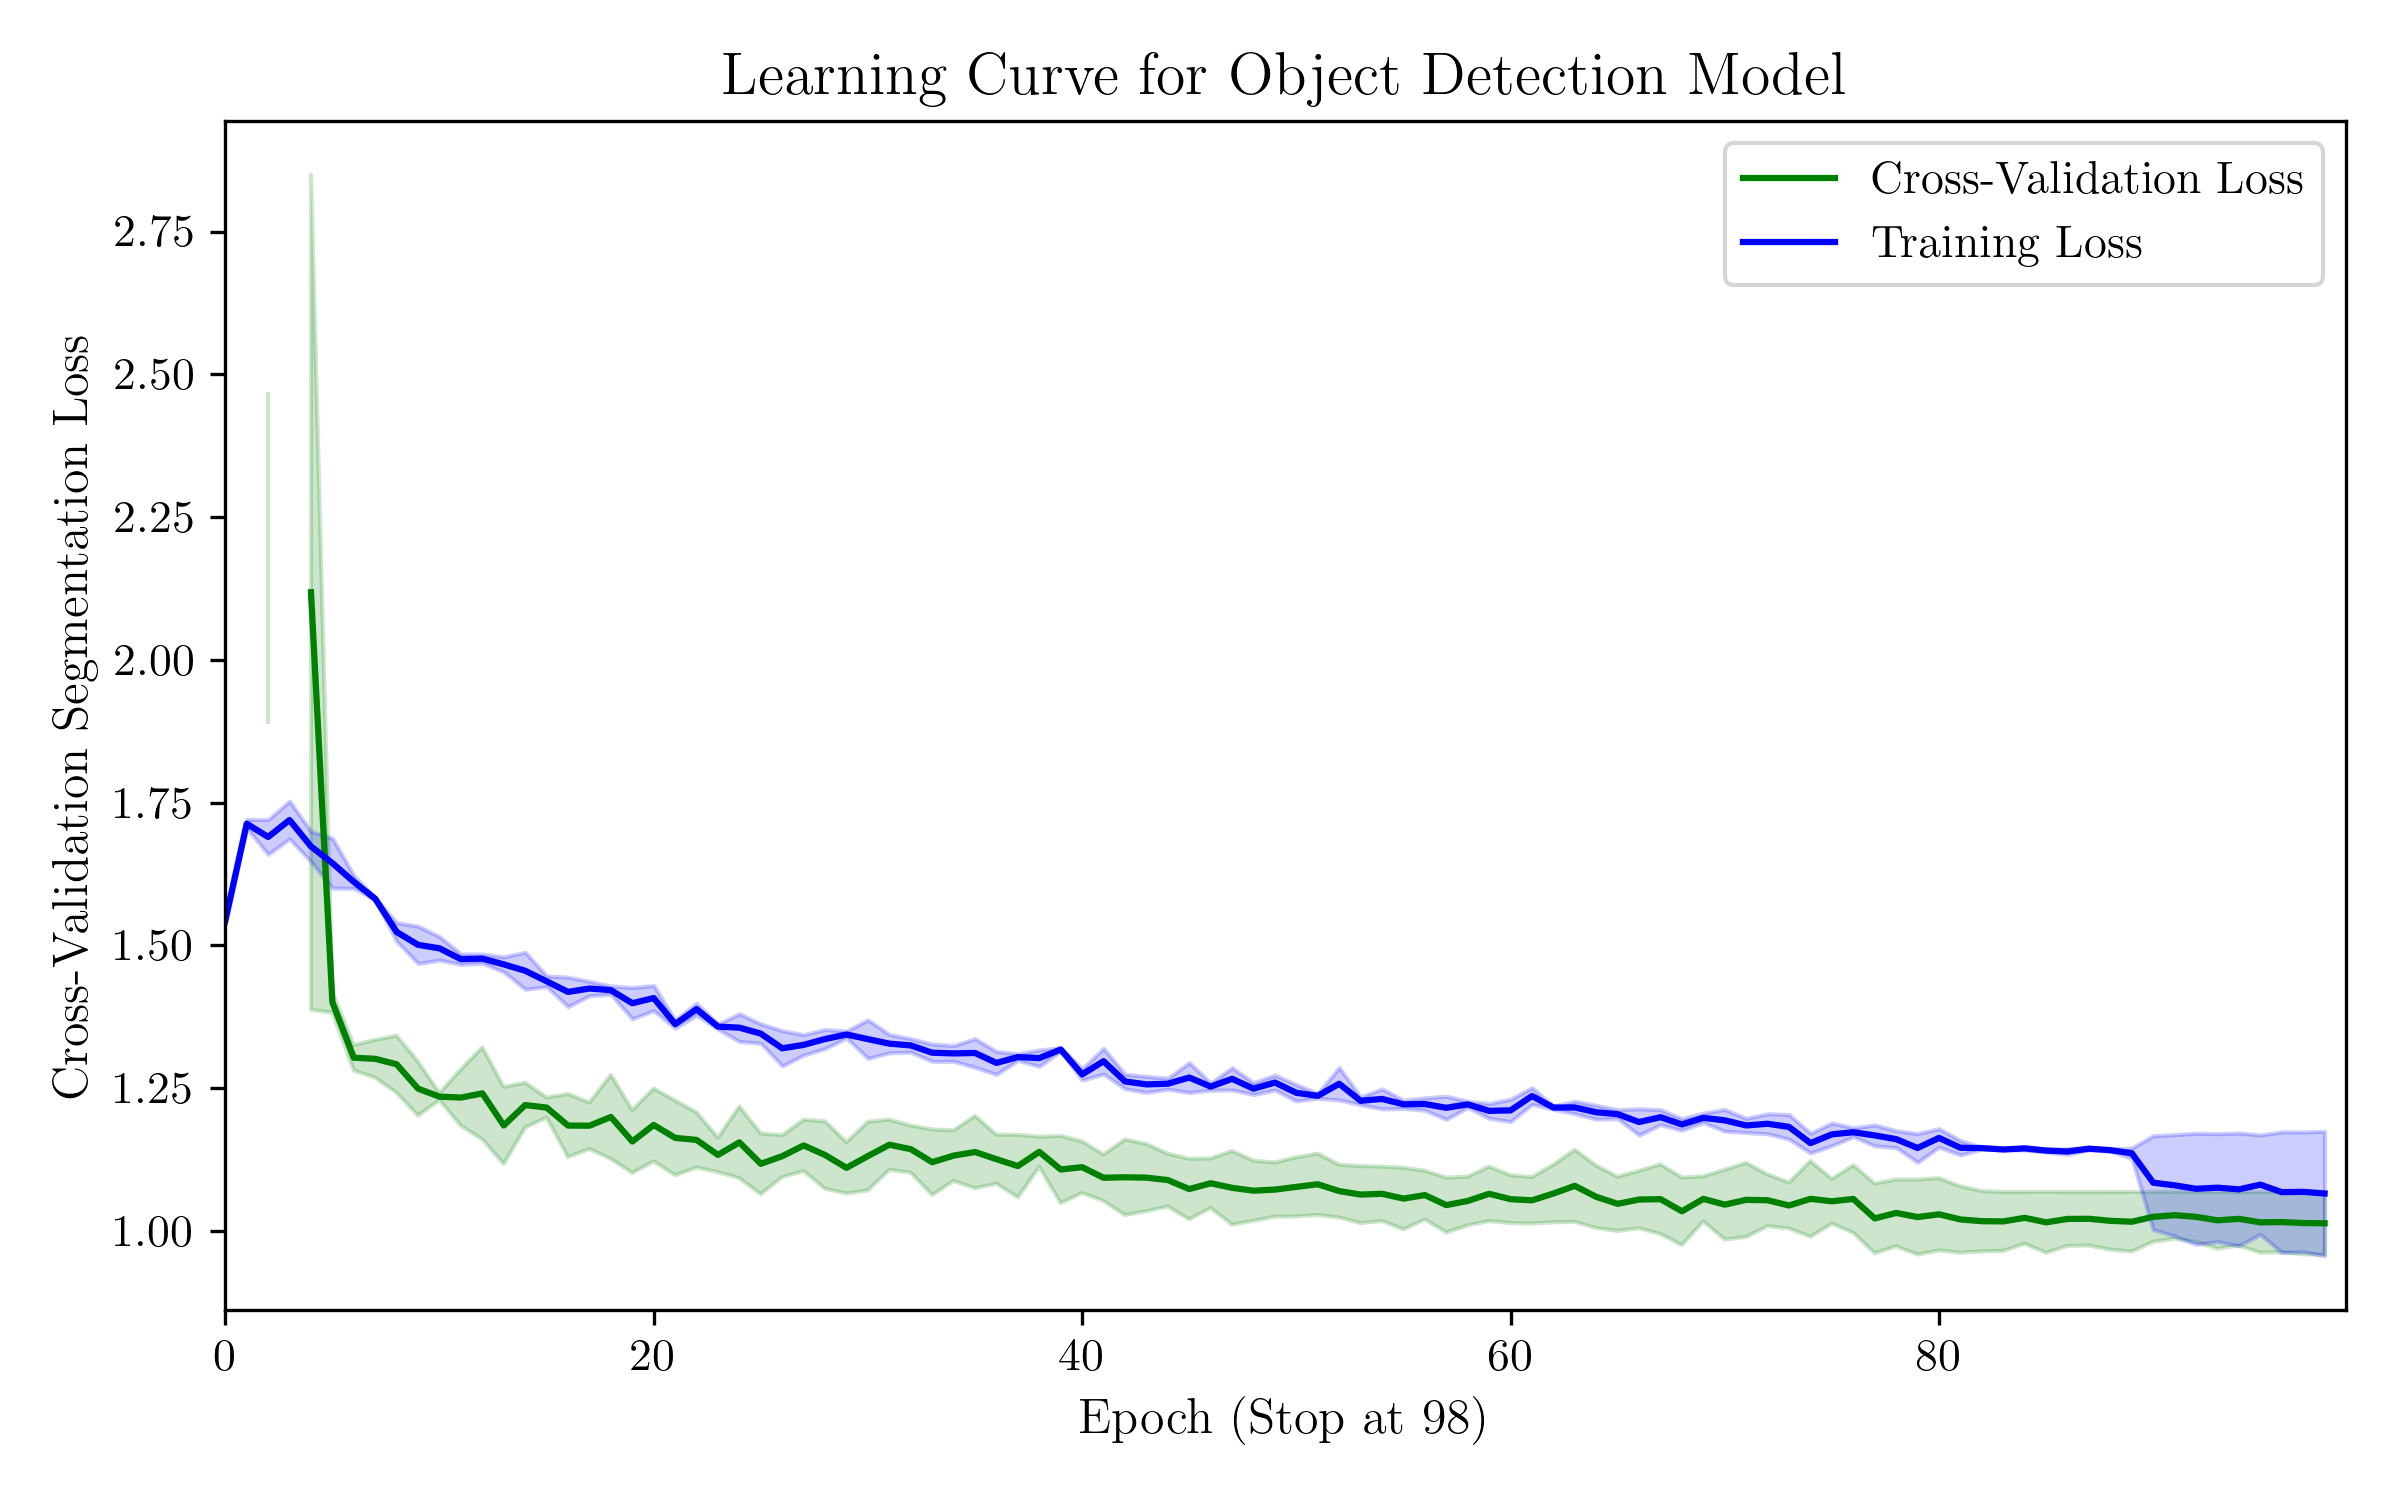 Learning Curve for Object Detection Model
Cross-Validation Loss
Training Loss
Cross-Validation Segmentation Loss
2.75
2.50
2.25
2.00
1.75
1.50
1.25
1.00
0
20
40
60
80
Epoch (Stop at 98)